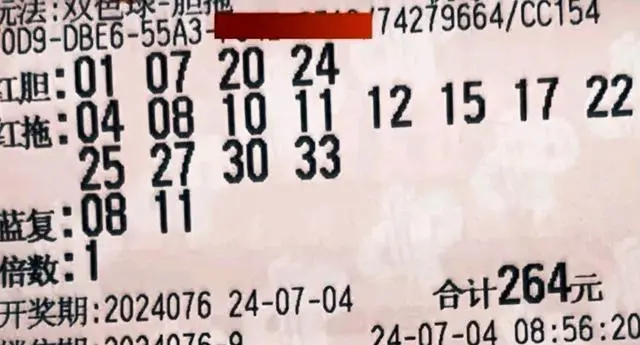 玩法:双色球-胆拖
0D9-DBE6-55A3- /74279664/CC154
红胆:01 07 20 24
红拖:04 08 10 11 12 15 17 22
25 27 30 33
蓝复:08 11
倍数:1
合计264元
开奖期:2024076 24-07-04
2024076-9 24-07-04 08:56:20